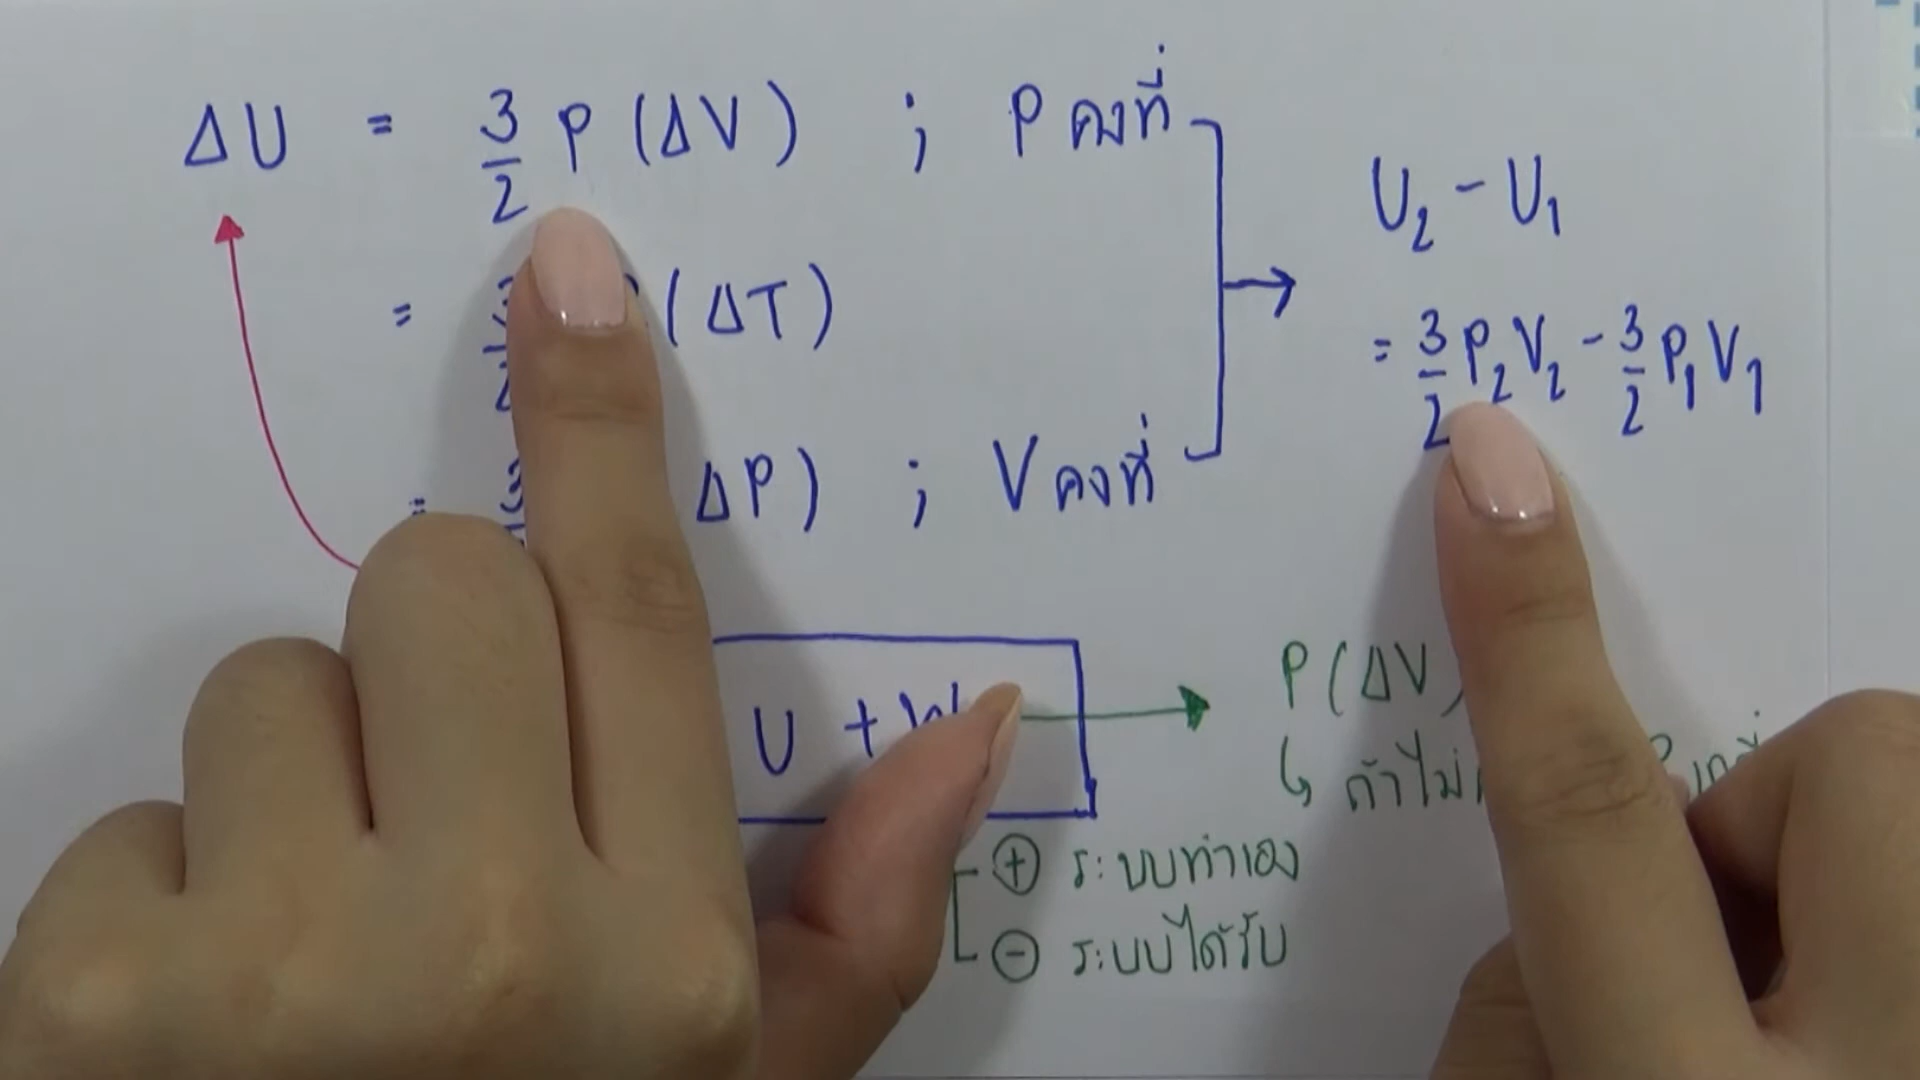 ΔU = 3/2 P (ΔV) ; P คงที่
= (ΔT)
= 3 ΔP) ; V คงที่
U₂ - U₁
= 3/2 P₂V₂ - 3/2 P₁V₁
U + W
P (ΔV)
↳ ถ้าไม่
⊕ ระบบทำเอง
⊖ ระบบได้รับ